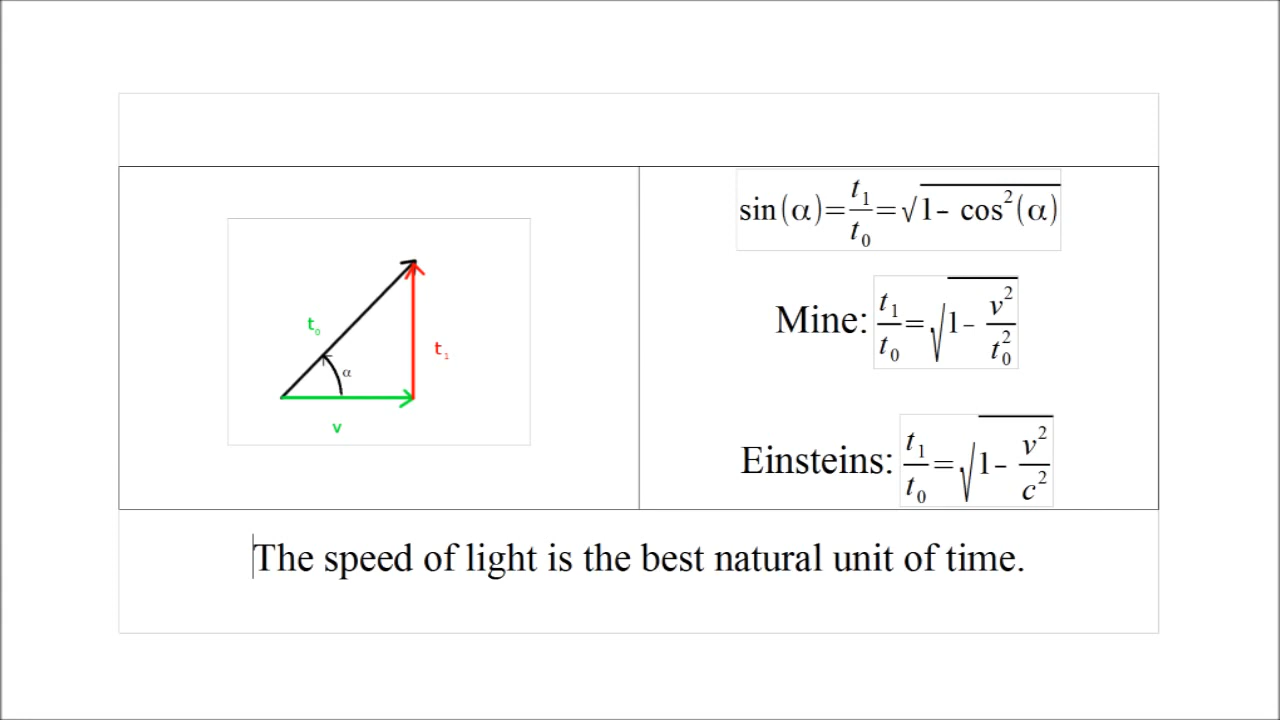 t₀
α
t₁
v
sin(α)=t₁/t₀=√1- cos²(α)
Mine: t₁/t₀=√1- v²/t₀²
Einsteins: t₁/t₀=√1- v²/c²
The speed of light is the best natural unit of time.